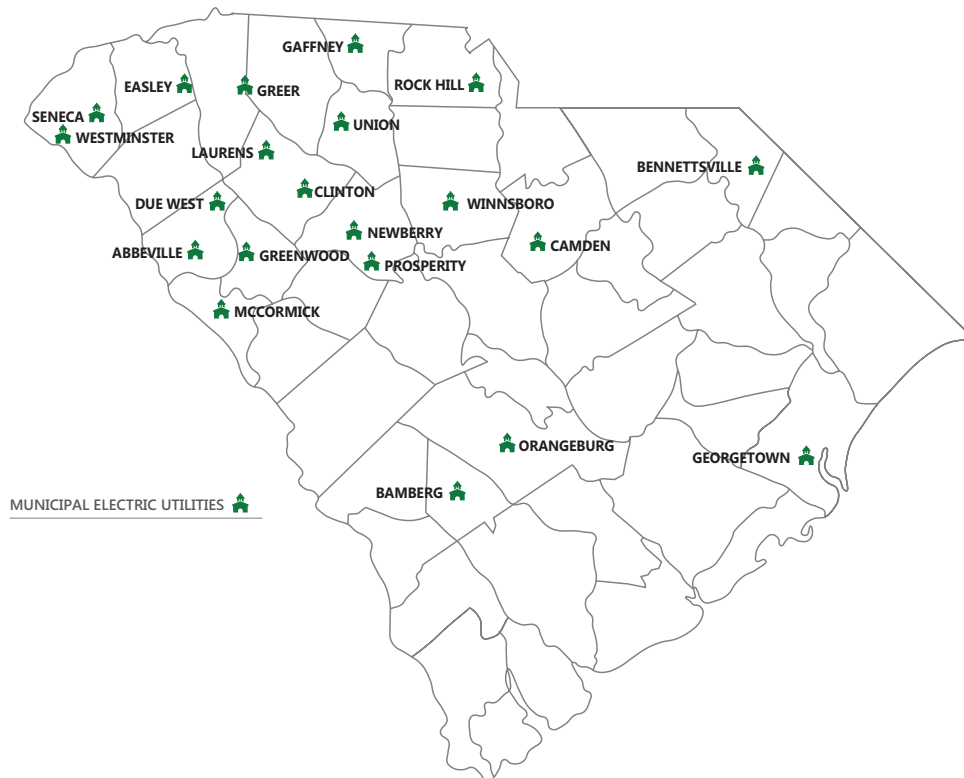 GAFFNEY
EASLEY
GREER
ROCK HILL
SENECA
UNION
WESTMINSTER
LAURENS
BENNETTSVILLE
CLINTON
DUE WEST
WINNSBORO
NEWBERRY
CAMDEN
ABBEVILLE
GREENWOOD
PROSPERITY
MCCORMICK
ORANGEBURG
GEORGETOWN
BAMBERG
MUNICIPAL ELECTRIC UTILITIES